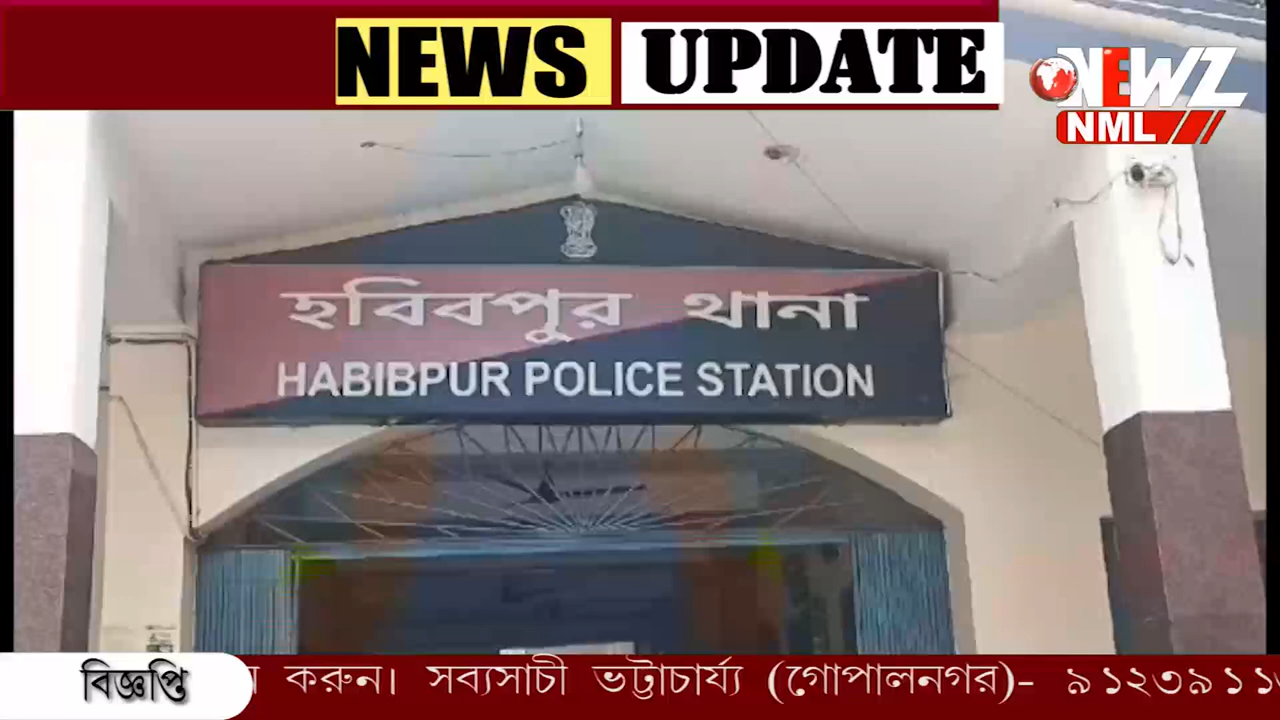 NEWS UPDATE
NEWZ
NML
হবিবপুর থানা
HABIBPUR POLICE STATION
বিজ্ঞপ্তি
করুন। সব্যসাচী ভট্টাচার্য্য (গোপালনগর)- ৯১২৩৯১১